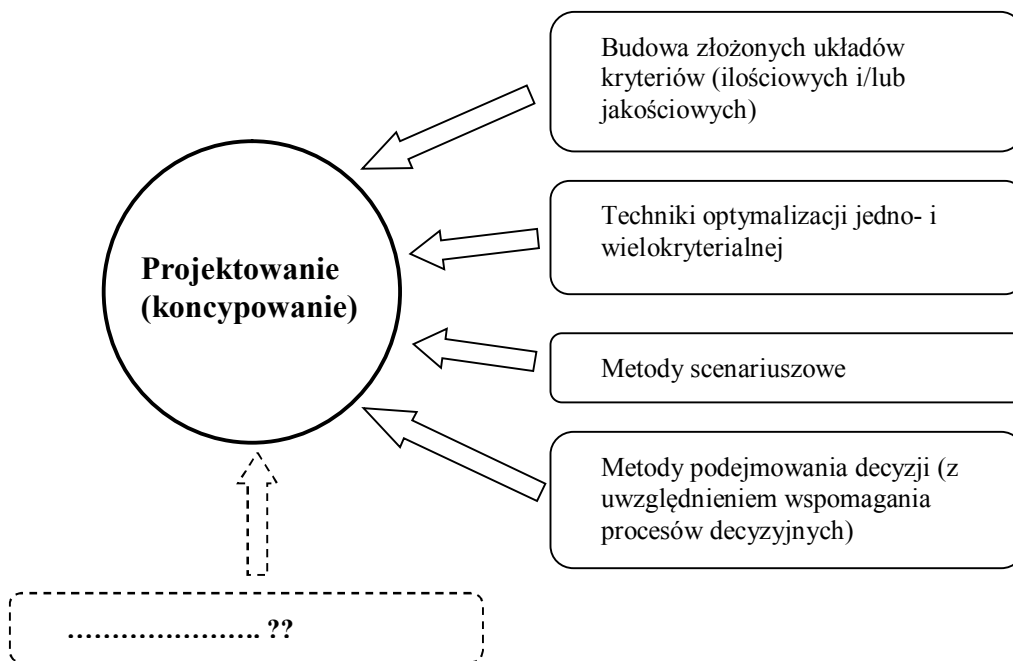 Budowa złożonych układów
kryteriów (ilościowych i/lub
jakościowych)
Techniki optymalizacji jedno- i
wielokryterialnej
Projektowanie
(koncypowanie)
Metody scenariuszowe
Metody podejmowania decyzji (z
uwzględnieniem wspomagania
procesów decyzyjnych)
………………….. ??